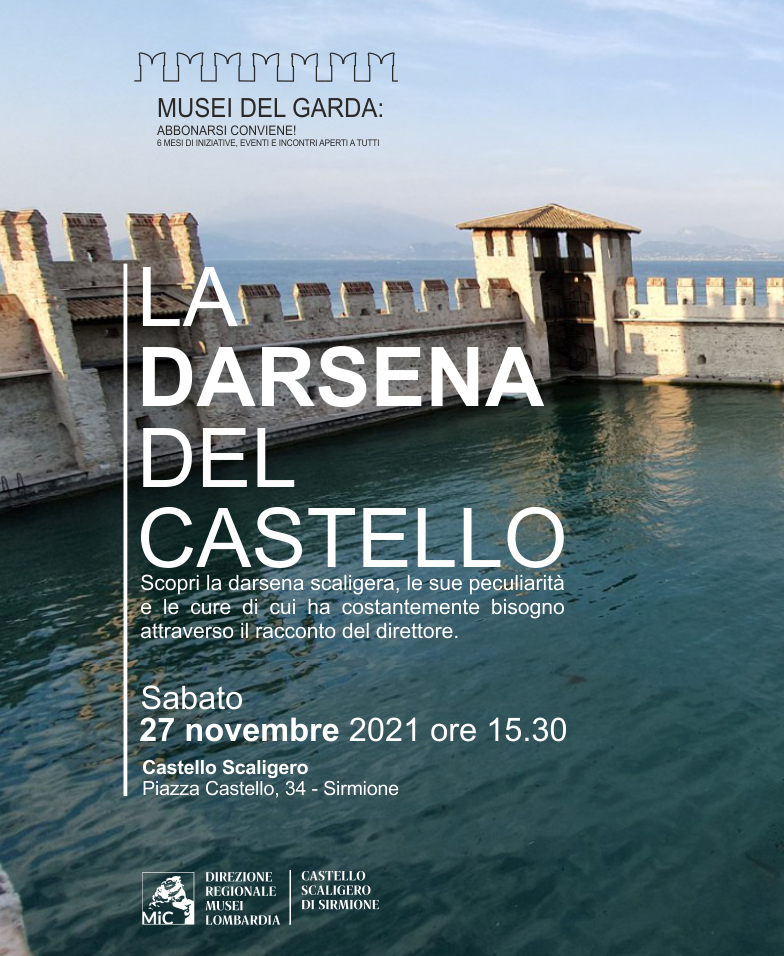 MUSEI DEL GARDA:
ABBONARSI CONVIENE!
6 MESI DI INIZIATIVE, EVENTI E INCONTRI APERTI A TUTTI
LA
DARSENA
DEL
CASTELLO
Scopri la darsena scaligera, le sue peculiarità
e le cure di cui ha costantemente bisogno
attraverso il racconto del direttore.
Sabato
27 novembre 2021 ore 15.30
Castello Scaligero
Piazza Castello, 34 - Sirmione
MiC
DIREZIONE
REGIONALE
MUSEI
LOMBARDIA
CASTELLO
SCALIGERO
DI SIRMIONE